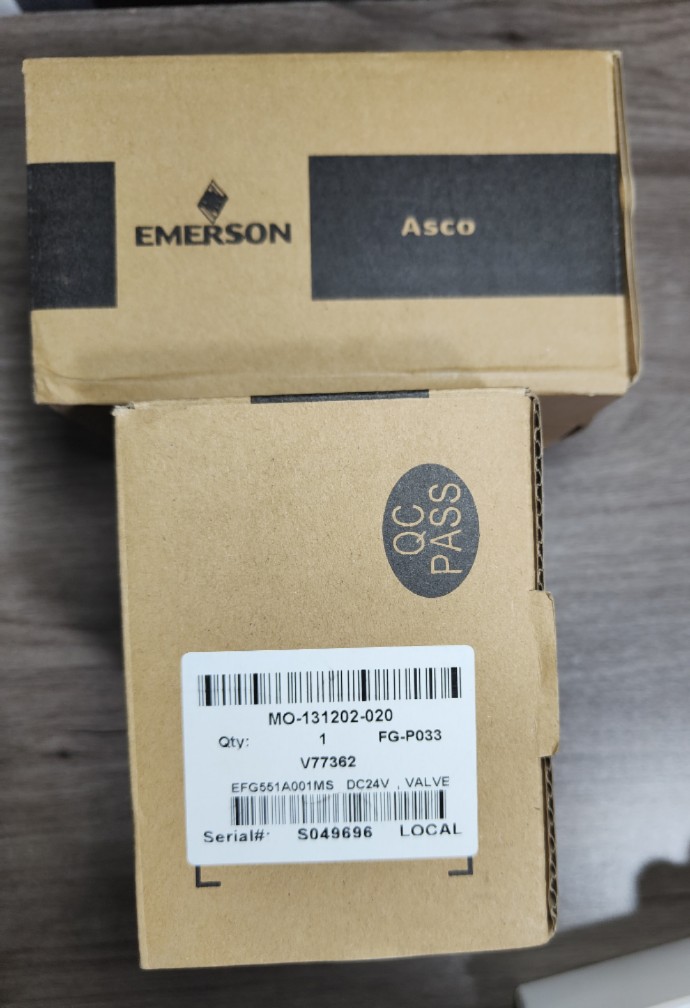 EMERSON
Asco
QC
PASS
MO-131202-020
Qty: 1 FG-P033
V77362
EFG551A001MS DC24V , VALVE
Serial#: S049696 LOCAL